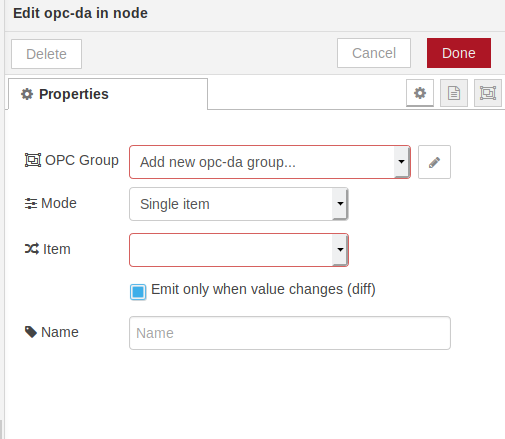 Edit opc-da in node
Delete
Cancel
Done
Properties
OPC Group
Add new opc-da group...
Mode
Single item
Item
Emit only when value changes (diff)
Name
Name